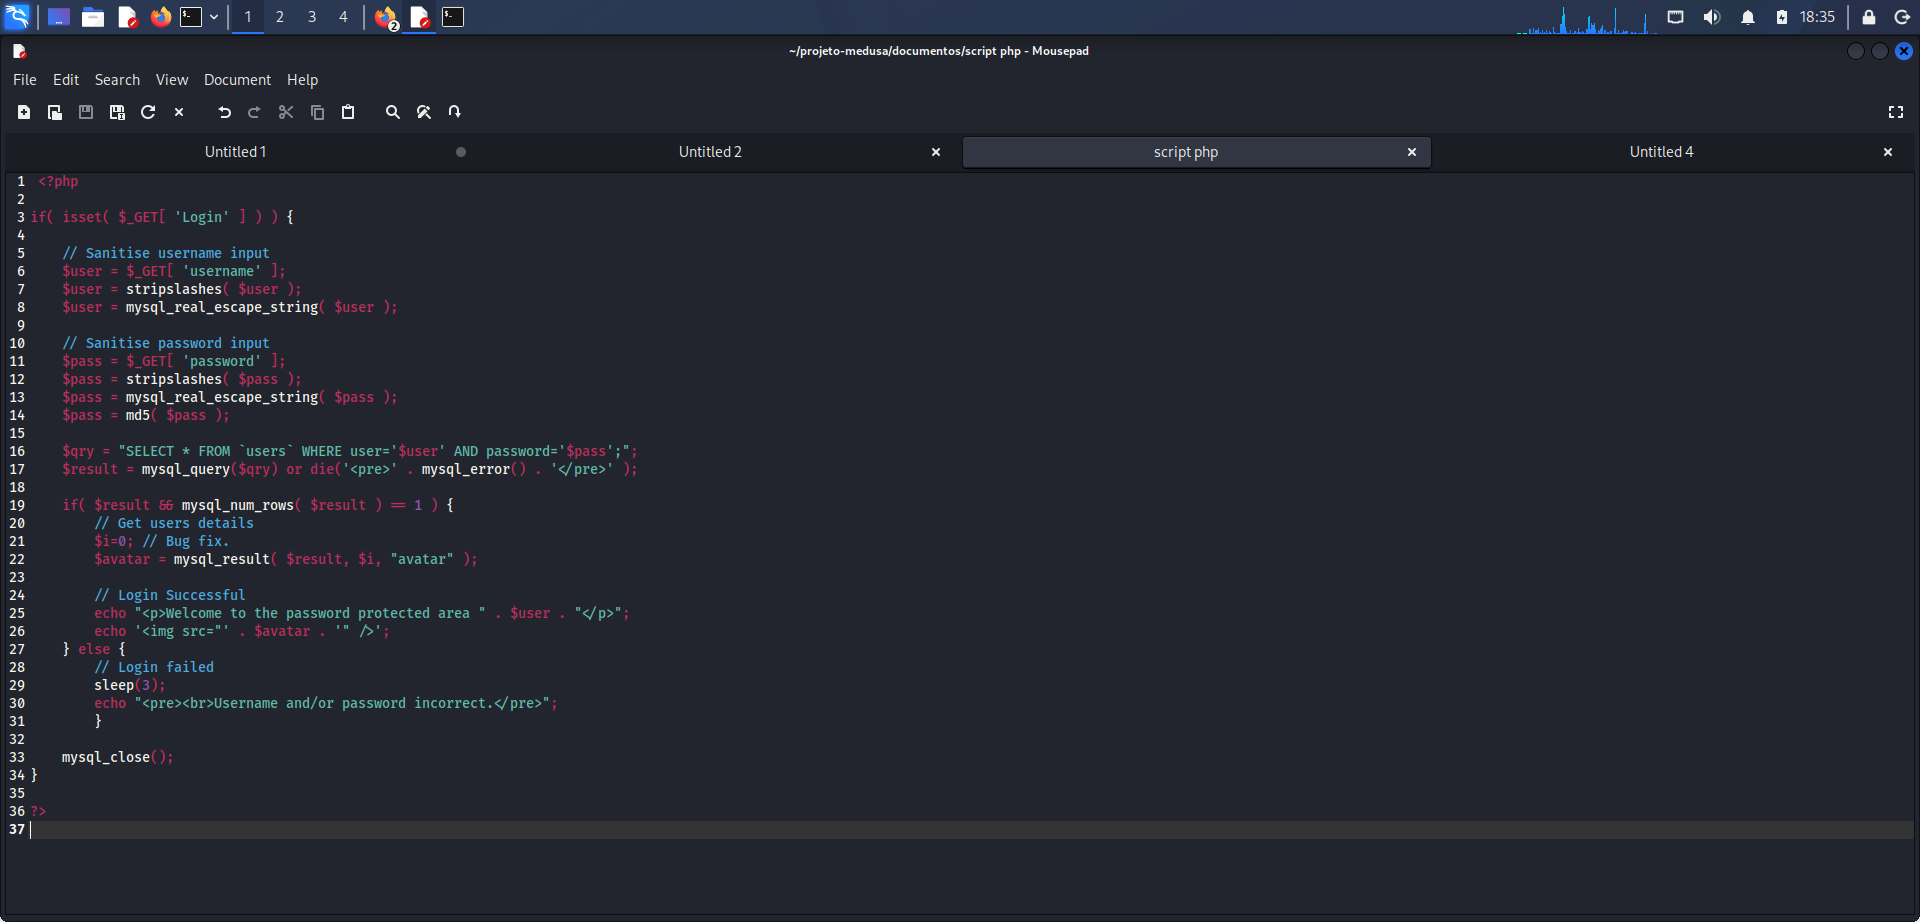 1 2 3 4 2 18:35
~/projeto-medusa/documentos/script php - Mousepad
File Edit Search View Document Help
Untitled 1 Untitled 2 script php Untitled 4
1 <?php
2
3 if( isset( $_GET[ 'Login' ] ) ) {
4
5     // Sanitise username input
6     $user = $_GET[ 'username' ];
7     $user = stripslashes( $user );
8     $user = mysql_real_escape_string( $user );
9
10     // Sanitise password input
11     $pass = $_GET[ 'password' ];
12     $pass = stripslashes( $pass );
13     $pass = mysql_real_escape_string( $pass );
14     $pass = md5( $pass );
15
16     $qry = "SELECT * FROM `users` WHERE user='$user' AND password='$pass';";
17     $result = mysql_query($qry) or die('<pre>' . mysql_error() . '</pre>' );
18
19     if( $result && mysql_num_rows( $result ) == 1 ) {
20         // Get users details
21         $i=0; // Bug fix.
22         $avatar = mysql_result( $result, $i, "avatar" );
23
24         // Login Successful
25         echo "<p>Welcome to the password protected area " . $user . "</p>";
26         echo '<img src="' . $avatar . '" />';
27     } else {
28         // Login failed
29         sleep(3);
30         echo "<pre><br>Username and/or password incorrect.</pre>";
31         }
32
33     mysql_close();
34 }
35
36 ?>
37